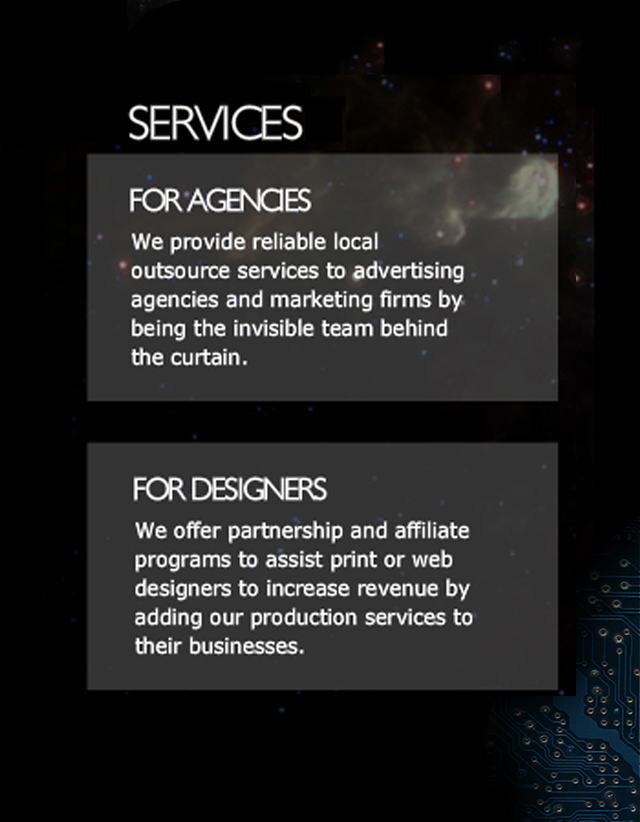 SERVICES
FOR AGENCIES
We provide reliable local
outsource services to advertising
agencies and marketing firms by
being the invisible team behind
the curtain.
FOR DESIGNERS
We offer partnership and affiliate
programs to assist print or web
designers to increase revenue by
adding our production services to
their businesses.